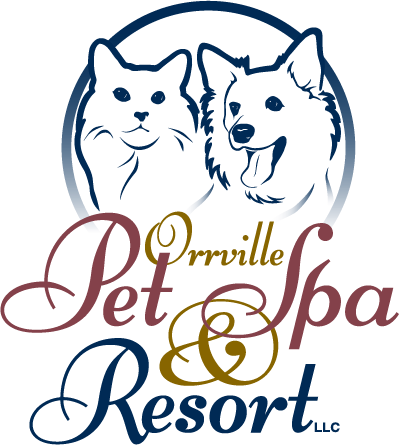 Orrville
Pet Spa
&
Resort LLC